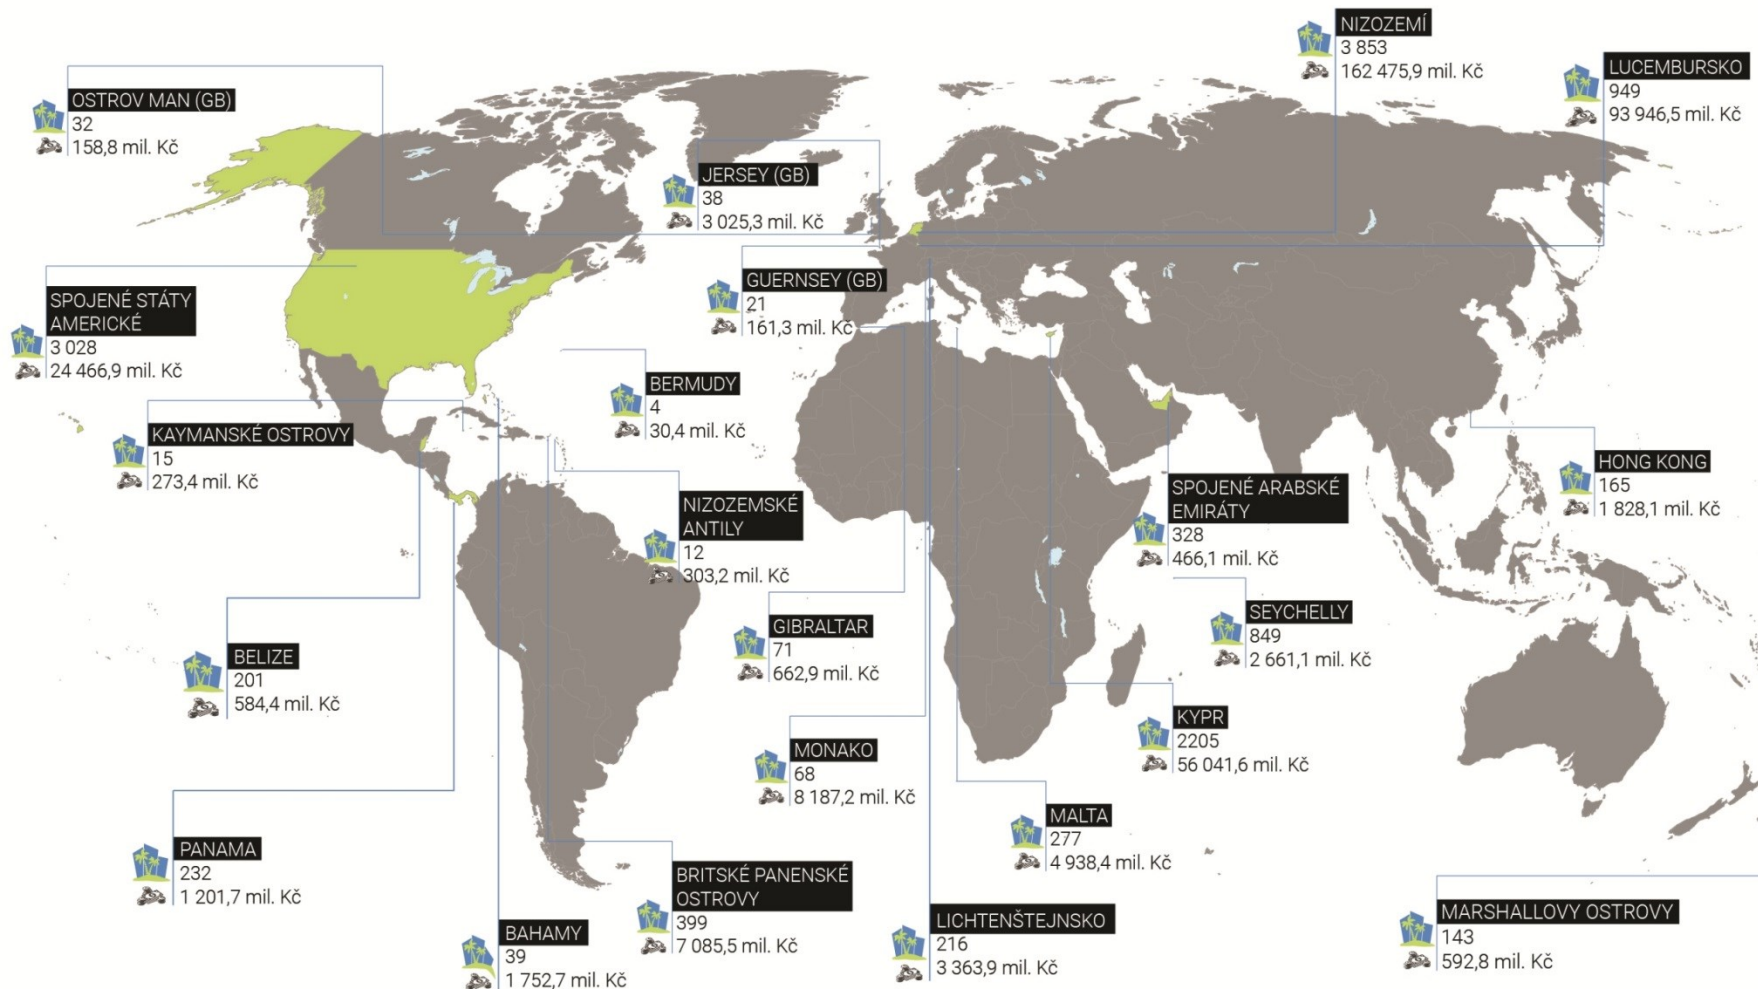 NIZOZEMÍ
3 853
162 475,9 mil. Kč
LUCEMBURSKO
949
93 946,5 mil. Kč
OSTROV MAN (GB)
32
158,8 mil. Kč
JERSEY (GB)
38
3 025,3 mil. Kč
GUERNSEY (GB)
21
161,3 mil. Kč
SPOJENÉ STÁTY
AMERICKÉ
3 028
24 466,9 mil. Kč
BERMUDY
4
30,4 mil. Kč
KAYMANSKÉ OSTROVY
15
273,4 mil. Kč
HONG KONG
165
1 828,1 mil. Kč
SPOJENÉ ARABSKÉ
EMIRÁTY
328
466,1 mil. Kč
NIZOZEMSKÉ
ANTILY
12
303,2 mil. Kč
SEYCHELLY
849
2 661,1 mil. Kč
GIBRALTAR
71
662,9 mil. Kč
BELIZE
201
584,4 mil. Kč
KYPR
2205
56 041,6 mil. Kč
MONAKO
68
8 187,2 mil. Kč
MALTA
277
4 938,4 mil. Kč
PANAMA
232
1 201,7 mil. Kč
BRITSKÉ PANENSKÉ
OSTROVY
399
7 085,5 mil. Kč
BAHAMY
39
1 752,7 mil. Kč
LICHTENŠTEJNSKO
216
3 363,9 mil. Kč
MARSHALLOVY OSTROVY
143
592,8 mil. Kč